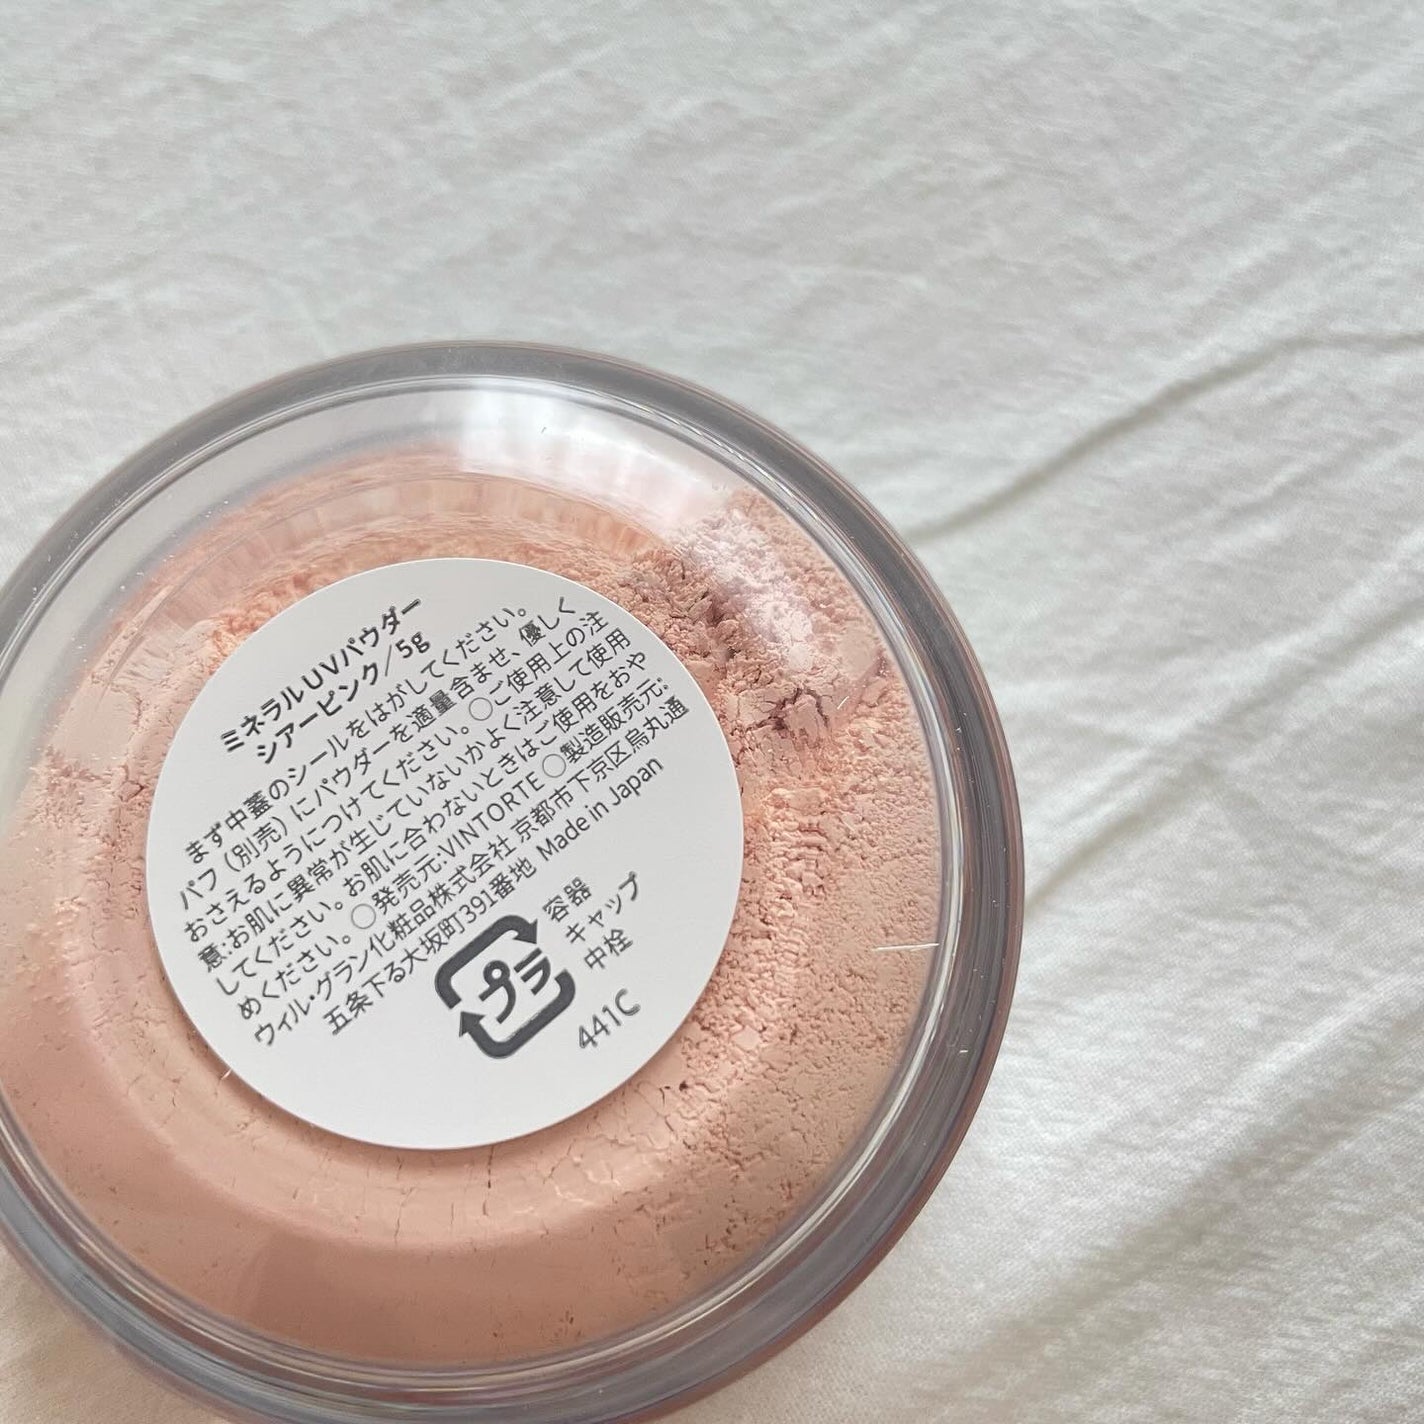 ミネラルUVパウダー
シアーピンク/5g
まず中蓋のシールをはがしてください。
パフ（別売）にパウダーを適量含ませ、優しく
おさえるようにつけてください。○ご使用上の注
意:お肌に異常が生じていないかよく注意して使用
してください。お肌に合わないときはご使用をおや
めください。○発売元:VINTORTE ○製造販売元:
ウィル・グラン化粧品株式会社 京都市下京区烏丸通
五条下る大坂町391番地 Made in Japan
プラ
容器
キャップ
中栓
441C